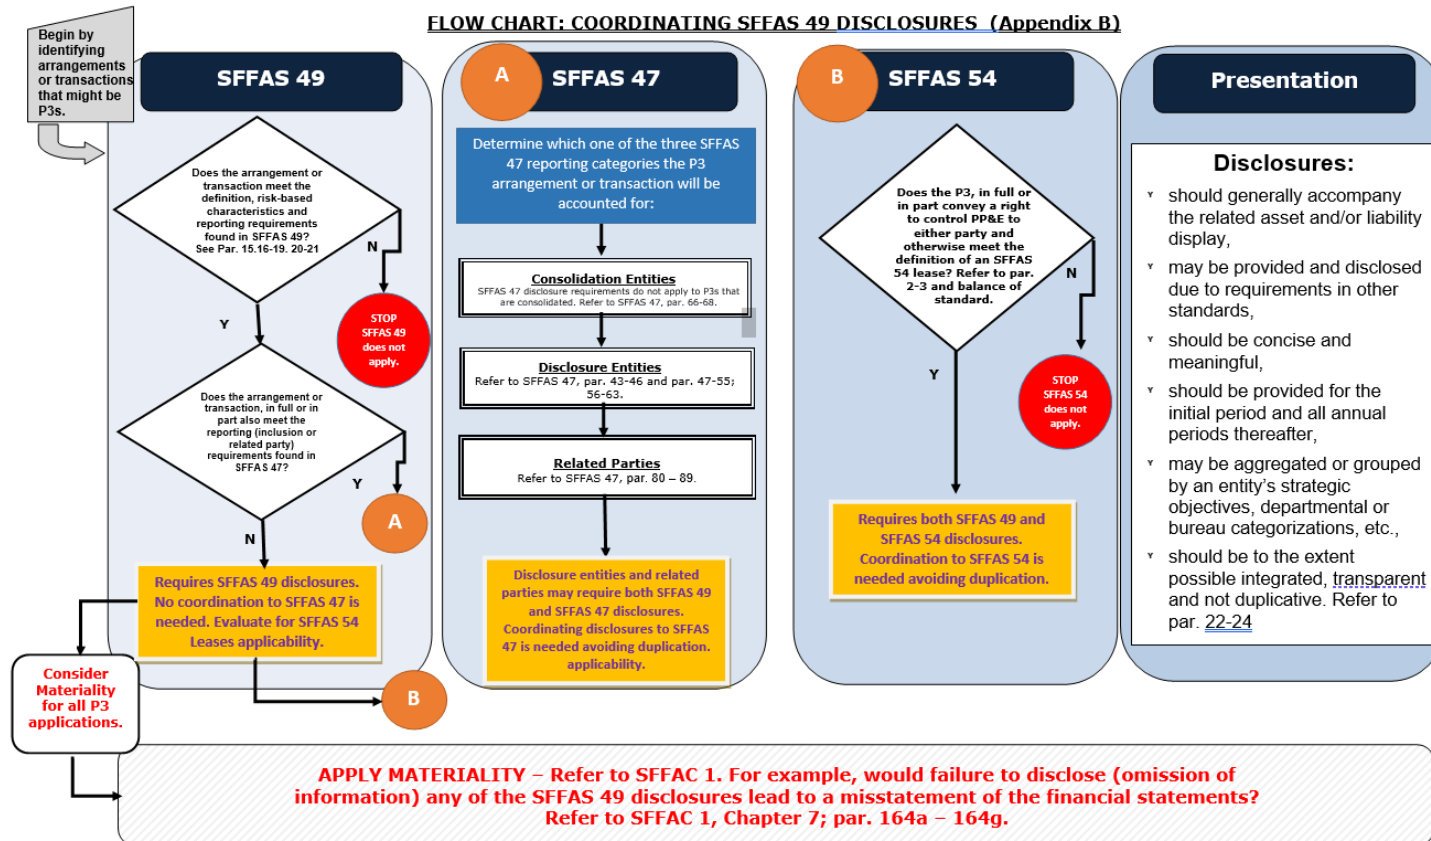 FLOW CHART: COORDINATING SFFAS 49 DISCLOSURES (Appendix B)
Begin by
identifying
arrangements
or transactions
that might be
P3s.
SFFAS 49
Does the arrangement or
transaction meet the
definition, risk-based
characteristics and
reporting requirements
found in SFFAS 49?
See Par. 15.16-19. 20-21
N
STOP
SFFAS 49
does not
apply.
Y
Does the arrangement or
transaction, in full or in
part also meet the
reporting (inclusion or
related party)
requirements found in
SFFAS 47?
Y
A
N
Requires SFFAS 49 disclosures.
No coordination to SFFAS 47 is
needed. Evaluate for SFFAS 54
Leases applicability.
B
Consider
Materiality
for all P3
applications.
A
SFFAS 47
Determine which one of the three SFFAS
47 reporting categories the P3
arrangement or transaction will be
accounted for:
Consolidation Entities
SFFAS 47 disclosure requirements do not apply to P3s that
are consolidated. Refer to SFFAS 47, par. 66-68.
Disclosure Entities
Refer to SFFAS 47, par. 43-46 and par. 47-55;
56-63.
Related Parties
Refer to SFFAS 47, par. 80 – 89.
Disclosure entities and related
parties may require both SFFAS 49
and SFFAS 47 disclosures.
Coordinating disclosures to SFFAS
47 is needed avoiding duplication.
applicability.
B
SFFAS 54
Does the P3, in full or
in part convey a right
to control PP&E to
either party and
otherwise meet the
definition of an SFFAS
54 lease? Refer to par.
2-3 and balance of
standard.
N
STOP
SFFAS 54
does not
apply.
Y
Requires both SFFAS 49 and
SFFAS 54 disclosures.
Coordination to SFFAS 54 is
needed avoiding duplication.
Presentation
Disclosures:
Y should generally accompany
the related asset and/or liability
display,
Y may be provided and disclosed
due to requirements in other
standards,
Y should be concise and
meaningful,
Y should be provided for the
initial period and all annual
periods thereafter,
Y may be aggregated or grouped
by an entity's strategic
objectives, departmental or
bureau categorizations, etc.,
Y should be to the extent
possible integrated, transparent
and not duplicative. Refer to
par. 22-24
APPLY MATERIALITY – Refer to SFFAC 1. For example, would failure to disclose (omission of
information) any of the SFFAS 49 disclosures lead to a misstatement of the financial statements?
Refer to SFFAC 1, Chapter 7; par. 164a – 164g.